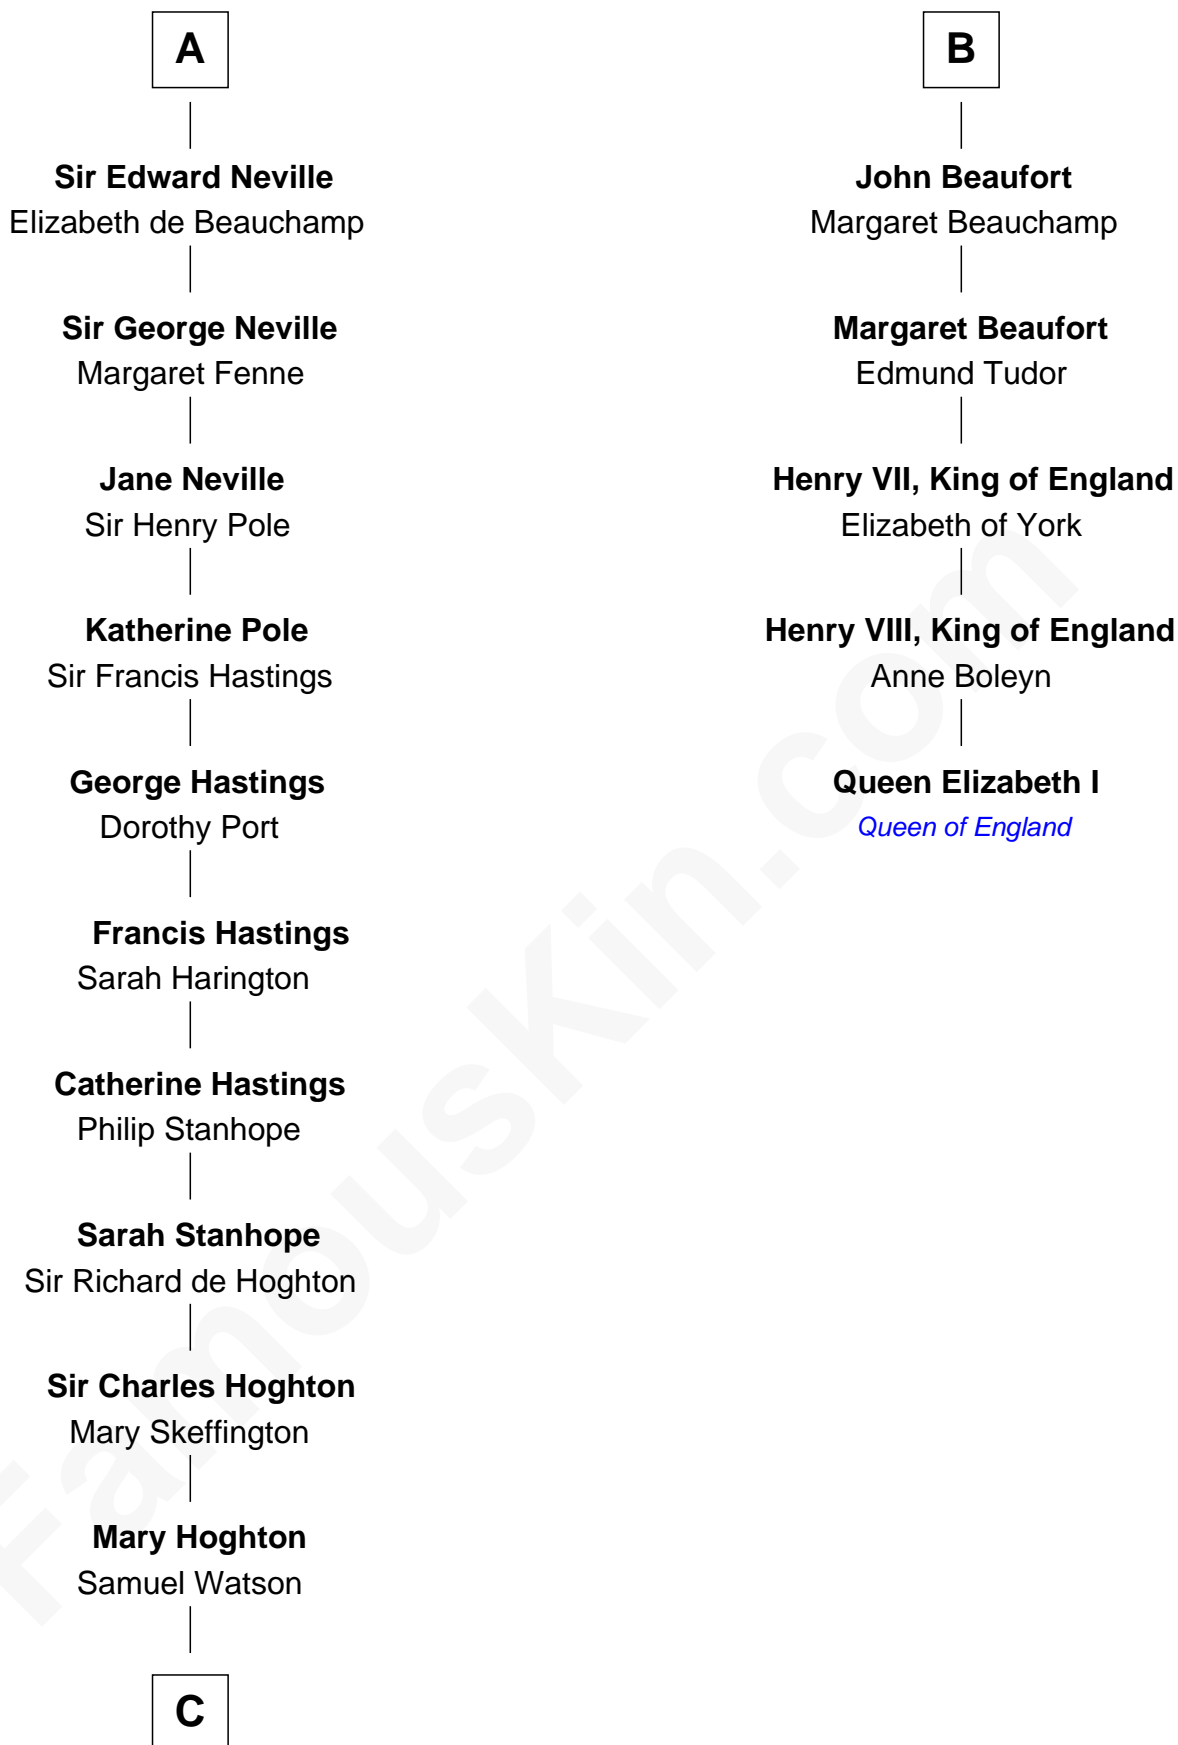 A
Sir Edward Neville
Elizabeth de Beauchamp
Sir George Neville
Margaret Fenne
Jane Neville
Sir Henry Pole
Katherine Pole
Sir Francis Hastings
George Hastings
Dorothy Port
Francis Hastings
Sarah Harington
Catherine Hastings
Philip Stanhope
Sarah Stanhope
Sir Richard de Hoghton
Sir Charles Hoghton
Mary Skeffington
Mary Hoghton
Samuel Watson
C
B
John Beaufort
Margaret Beauchamp
Margaret Beaufort
Edmund Tudor
Henry VII, King of England
Elizabeth of York
Henry VIII, King of England
Anne Boleyn
Queen Elizabeth I
Queen of England
FamousKin.com